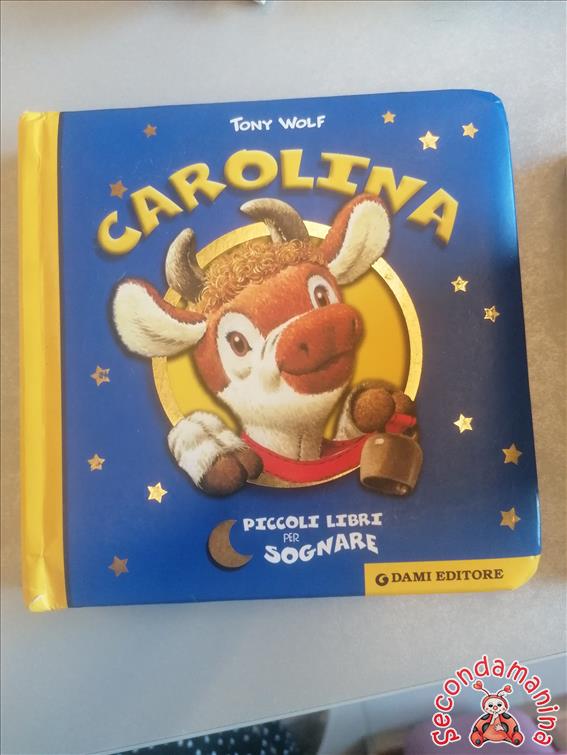 TONY WOLF
CAROLINA
PICCOLI LIBRI
PER
SOGNARE
DAMI EDITORE
secondamanina